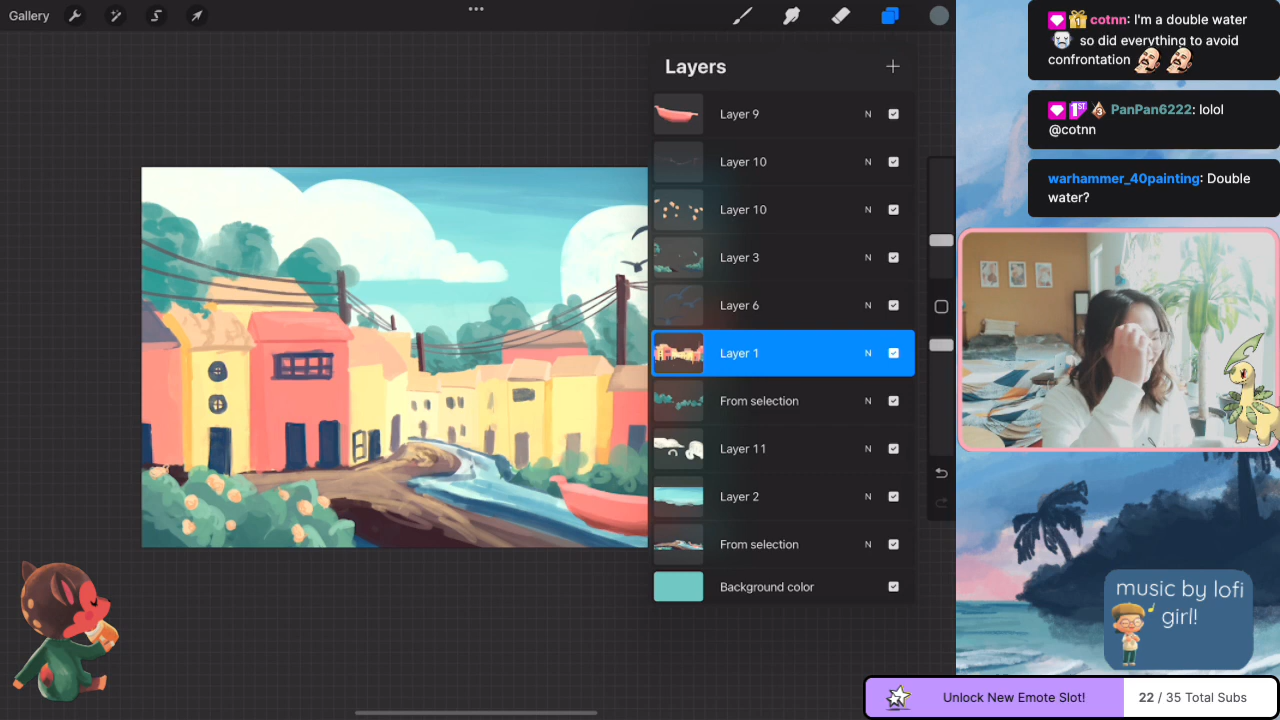 Gallery
Layers
Layer 9 N
Layer 10 N
Layer 10 N
Layer 3 N
Layer 6 N
Layer 1 N
From selection N
Layer 11 N
Layer 2 N
From selection N
Background color
cotnn: I'm a double water
so did everything to avoid
confrontation
1ST 3 PanPan6222: lolol
@cotnn
warhammer_40painting: Double
water?
music by lofi
girl!
Unlock New Emote Slot!
22 / 35 Total Subs